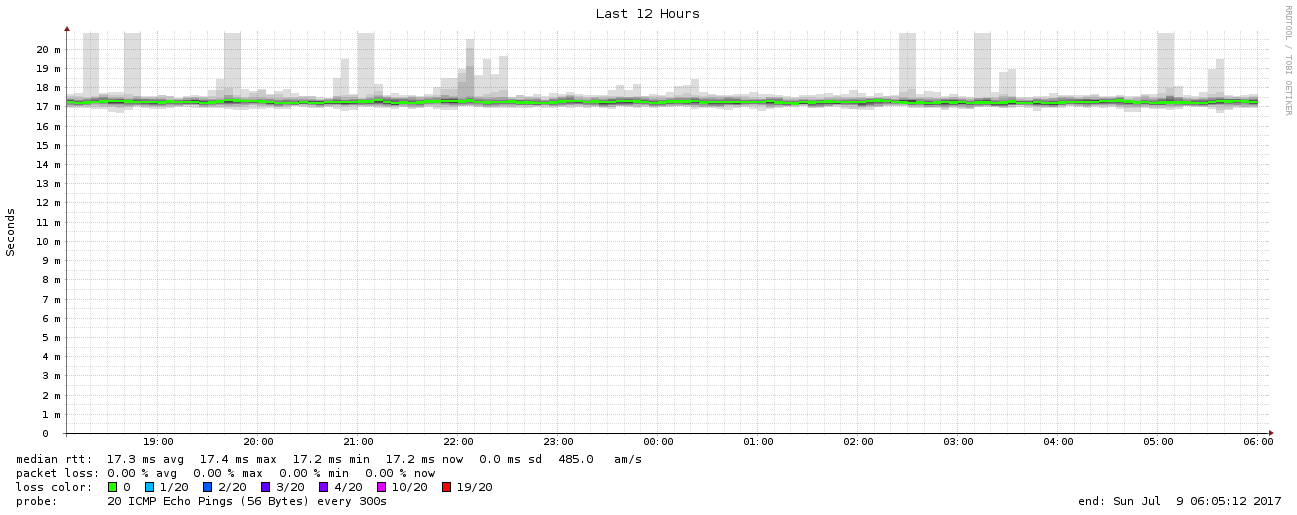 Last 12 Hours
RRDTOOL / TOBI OETIKER
Seconds
20 m
19 m
18 m
17 m
16 m
15 m
14 m
13 m
12 m
11 m
10 m
9 m
8 m
7 m
6 m
5 m
4 m
3 m
2 m
1 m
0
19:00 20:00 21:00 22:00 23:00 00:00 01:00 02:00 03:00 04:00 05:00 06:00
median rtt: 17.3 ms avg 17.4 ms max 17.2 ms min 17.2 ms now 0.0 ms sd 485.0 am/s
packet loss: 0.00 % avg 0.00 % max 0.00 % min 0.00 % now
loss color: 0 1/20 2/20 3/20 4/20 10/20 19/20
probe: 20 ICMP Echo Pings (56 Bytes) every 300s end: Sun Jul 9 06:05:12 2017